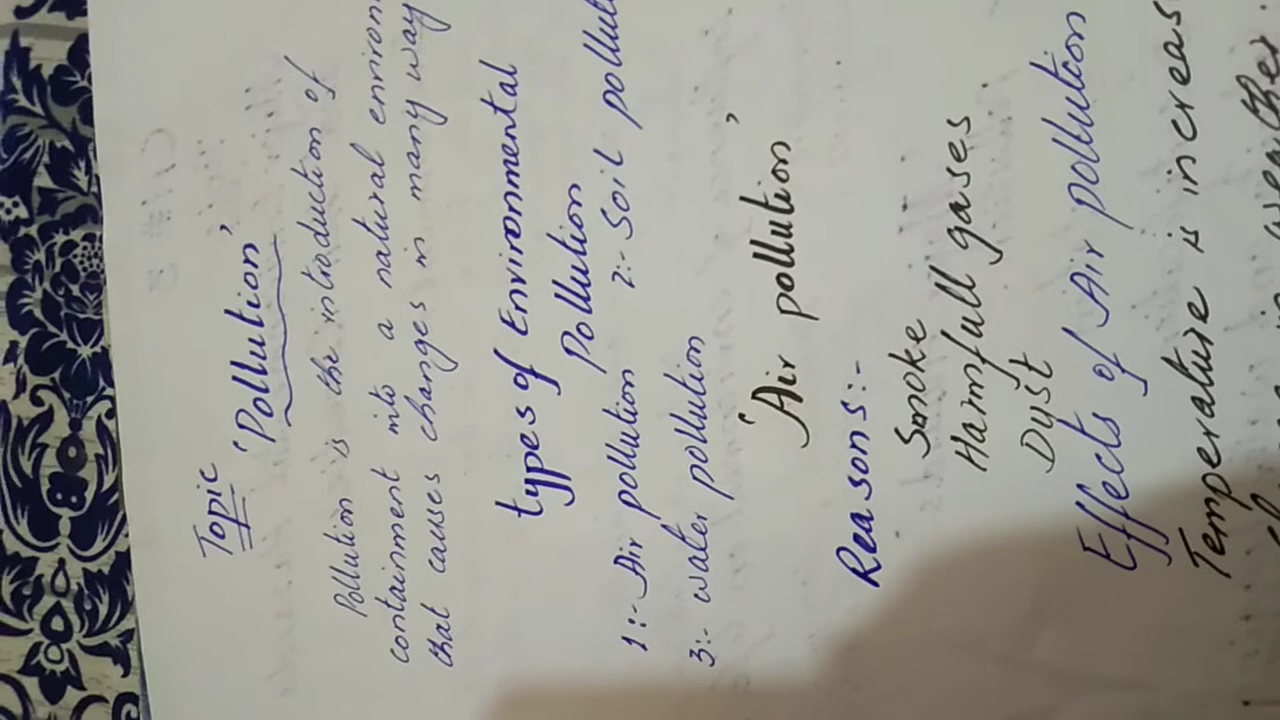 Topic
'Pollution'
Pollution is the introduction of
containment into a natural environ
that causes changes in many way
types of Environmental
Pollution
1:- Air pollution 2:- Soil pollut
3:- water pollution
'Air pollution'
Reasons:-
Smoke
Harmfull gases
Dust
Effects of Air pollution
Temperature is increas